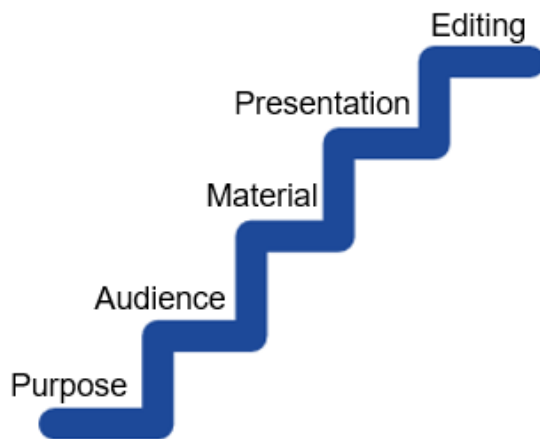 Editing
Presentation
Material
Audience
Purpose